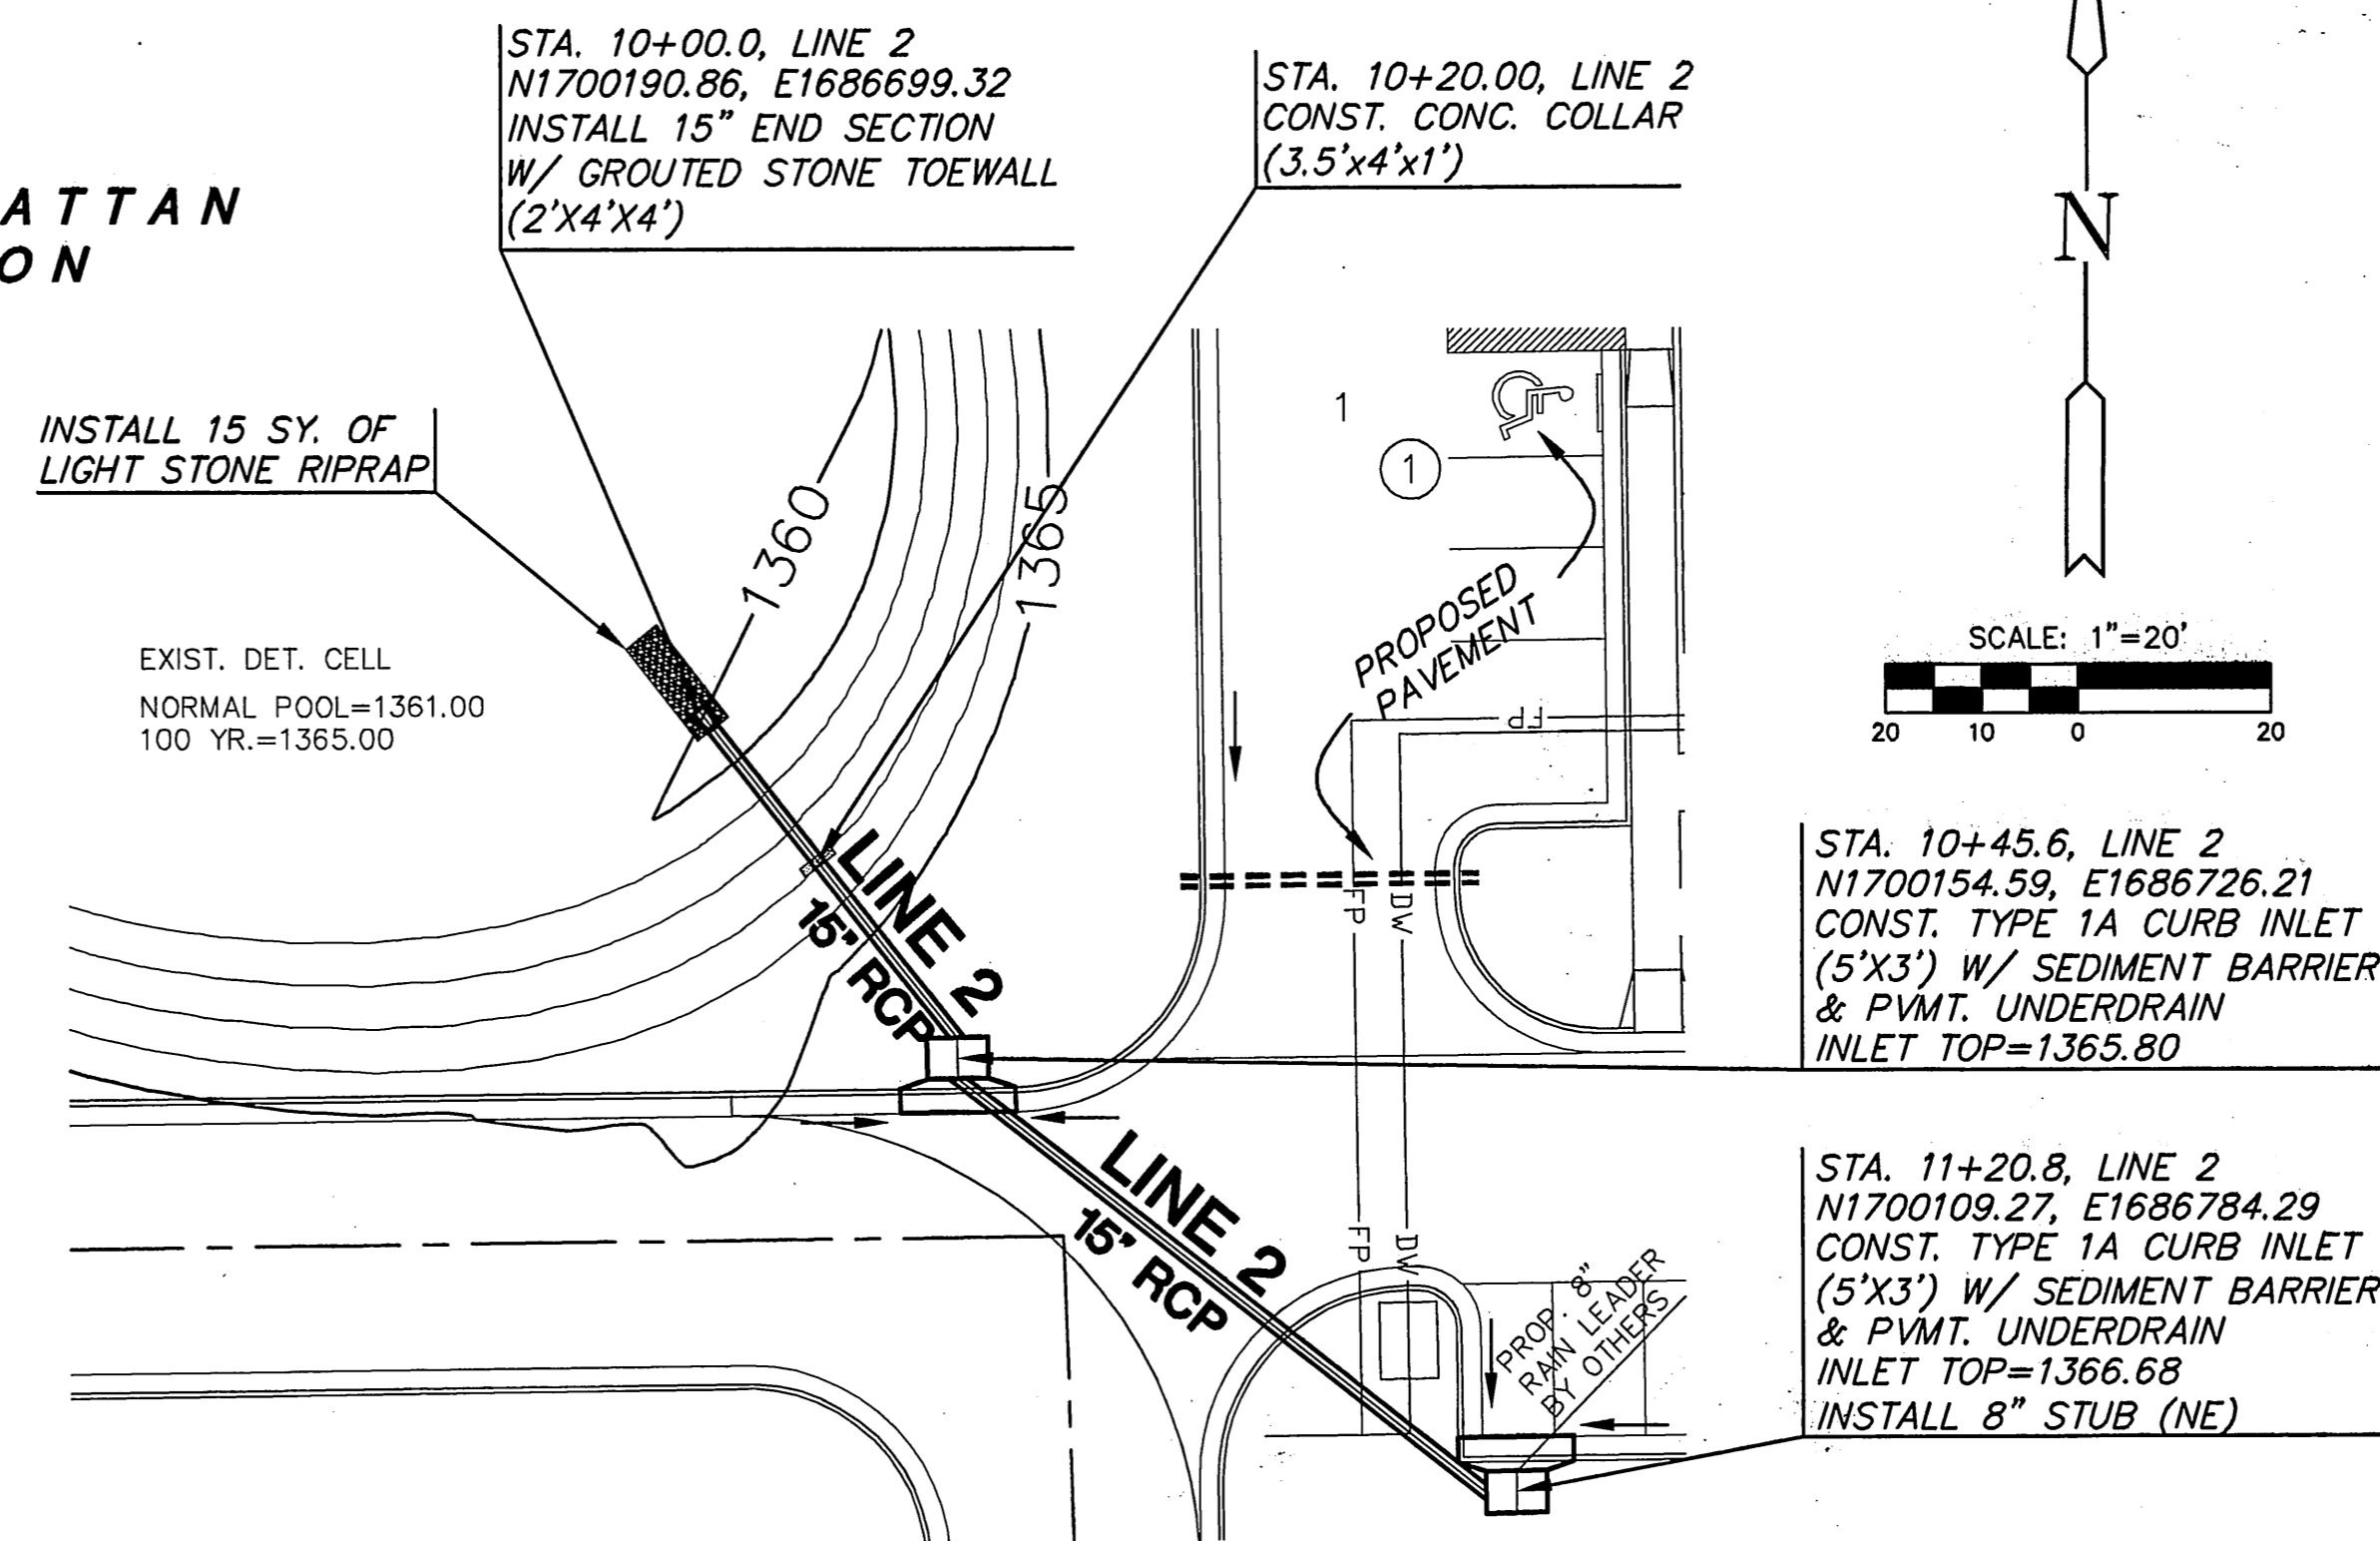 STA. 10+00.0, LINE 2
N1700190.86, E1686699.32
INSTALL 15" END SECTION
W/ GROUTED STONE TOEWALL
(2'X4'X4')
STA. 10+20.00, LINE 2
CONST. CONC. COLLAR
(3.5'x4'x1')
N
ATTAN
ON
INSTALL 15 SY. OF
LIGHT STONE RIPRAP
1
1
1360
1365
PROPOSED
PAVEMENT
EXIST. DET. CELL
NORMAL POOL=1361.00
100 YR.=1365.00
SCALE: 1"=20'
20 10 0 20
FP
LINE 2
15" RCP
FP
DW
STA. 10+45.6, LINE 2
N1700154.59, E1686726.21
CONST. TYPE 1A CURB INLET
(5'X3') W/ SEDIMENT BARRIER
& PVMT. UNDERDRAIN
INLET TOP=1365.80
LINE 2
15" RCP
FP
DW
PROP. 8"
RAIN LEADER
BY OTHERS
STA. 11+20.8, LINE 2
N1700109.27, E1686784.29
CONST. TYPE 1A CURB INLET
(5'X3') W/ SEDIMENT BARRIER
& PVMT. UNDERDRAIN
INLET TOP=1366.68
INSTALL 8" STUB (NE)